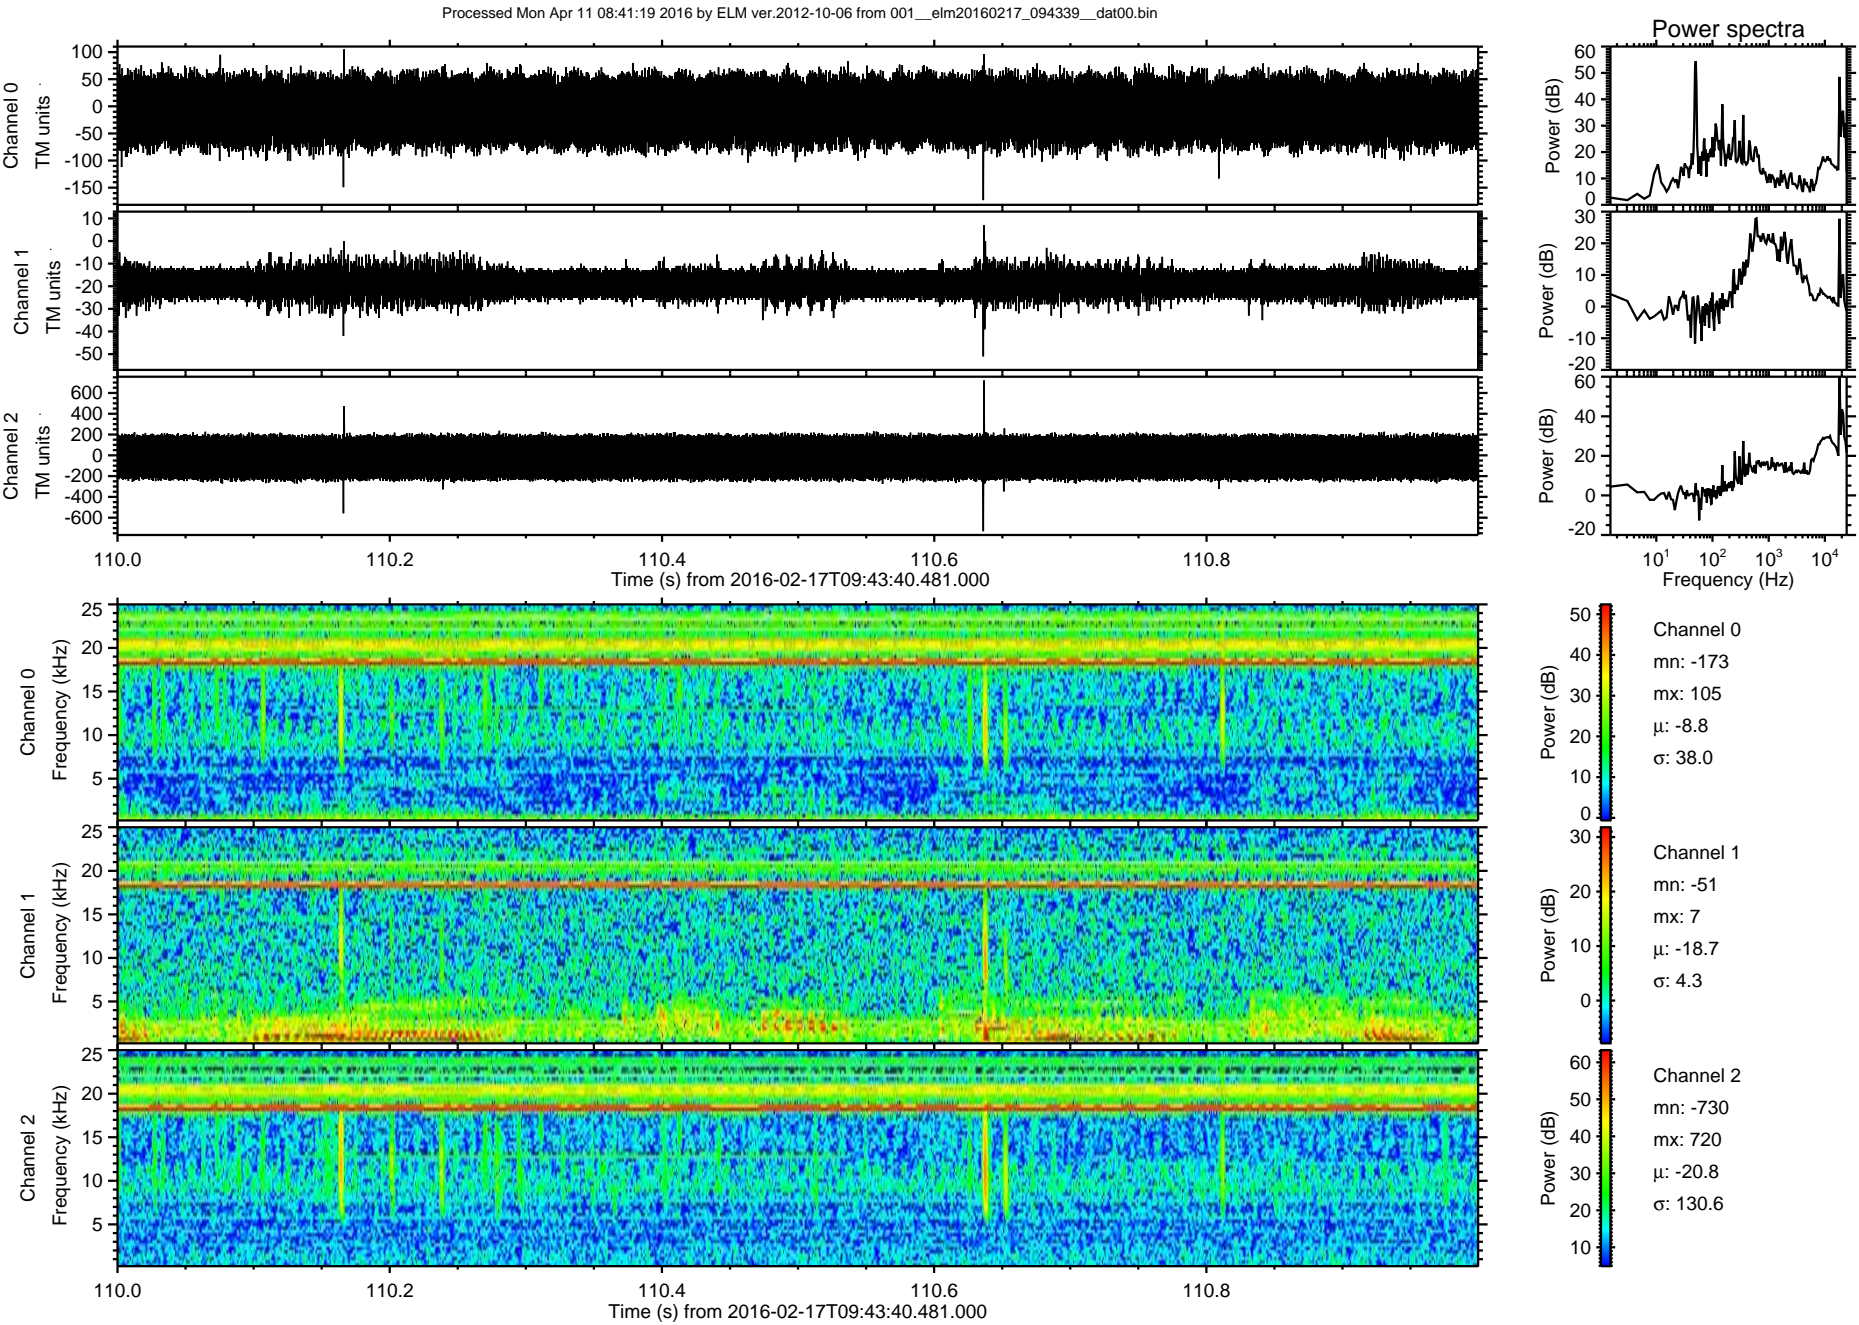 Processed Mon Apr 11 08:41:19 2016 by ELM ver.2012-10-06 from 001__elm20160217_094339__dat00.bin
Power spectra
Channel 0
TM units
100
50
0
-50
-100
-150
Power (dB)
60
50
40
30
20
10
0
Channel 1
TM units
10
0
-10
-20
-30
-40
-50
Power (dB)
30
20
10
0
-10
-20
Channel 2
TM units
600
400
200
0
-200
-400
-600
Power (dB)
60
40
20
0
-20
110.0 110.2 110.4 110.6 110.8
Time (s) from 2016-02-17T09:43:40.481.000
10^1 10^2 10^3 10^4
Frequency (Hz)
Channel 0
Frequency (kHz)
25
20
15
10
5
Power (dB)
50
40
30
20
10
0
Channel 0
mn: -173
mx: 105
μ: -8.8
σ: 38.0
Channel 1
Frequency (kHz)
25
20
15
10
5
Power (dB)
30
20
10
0
Channel 1
mn: -51
mx: 7
μ: -18.7
σ: 4.3
Channel 2
Frequency (kHz)
25
20
15
10
5
Power (dB)
60
50
40
30
20
10
Channel 2
mn: -730
mx: 720
μ: -20.8
σ: 130.6
110.0 110.2 110.4 110.6 110.8
Time (s) from 2016-02-17T09:43:40.481.000